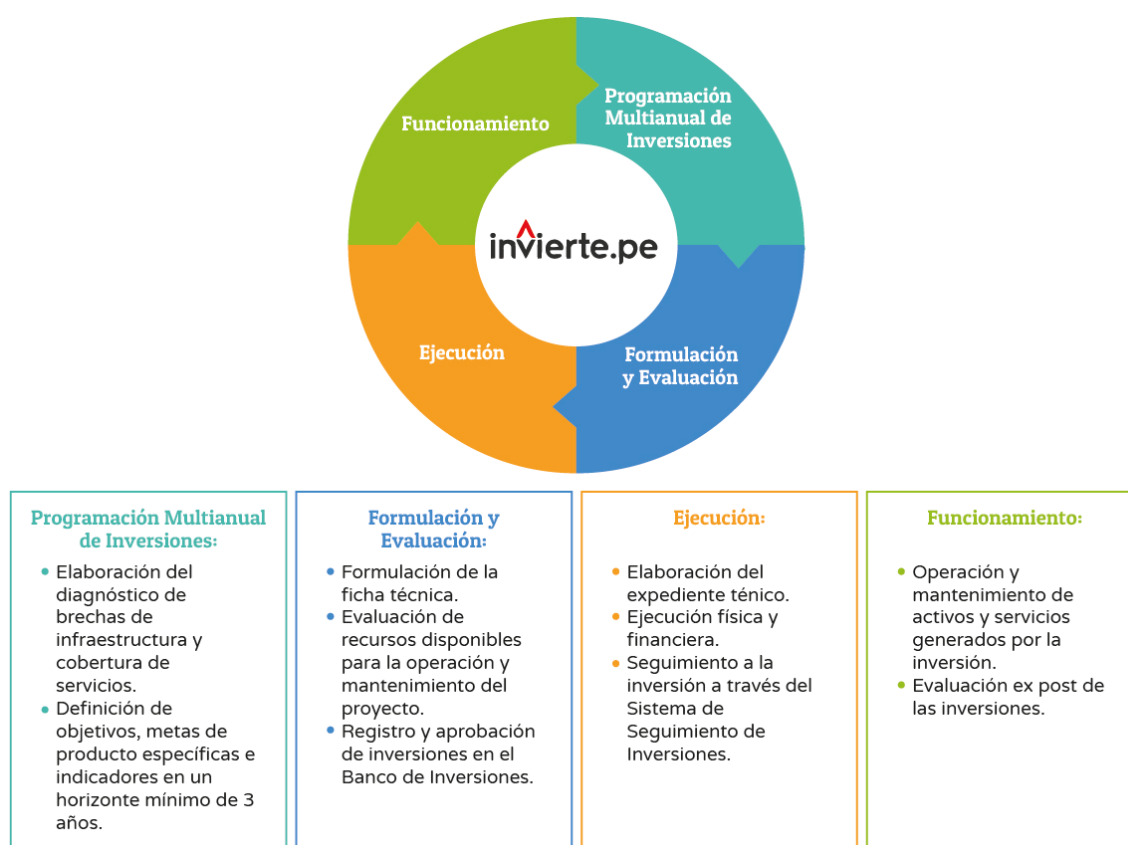 Funcionamiento
Programación
Multianual de
Inversiones
invierte.pe
Ejecución
Formulación
y Evaluación
Programación Multianual
de Inversiones:
• Elaboración del
diagnóstico de
brechas de
infraestructura y
cobertura de
servicios.
• Definición de
objetivos, metas de
producto específicas e
indicadores en un
horizonte mínimo de 3
años.
Formulación y
Evaluación:
• Formulación de la
ficha técnica.
• Evaluación de
recursos disponibles
para la operación y
mantenimiento del
proyecto.
• Registro y aprobación
de inversiones en el
Banco de Inversiones.
Ejecución:
• Elaboración del
expediente ténico.
• Ejecución física y
financiera.
• Seguimiento a la
inversión a través del
Sistema de
Seguimiento de
Inversiones.
Funcionamiento:
• Operación y
mantenimiento de
activos y servicios
generados por la
inversión.
• Evaluación ex post de
las inversiones.